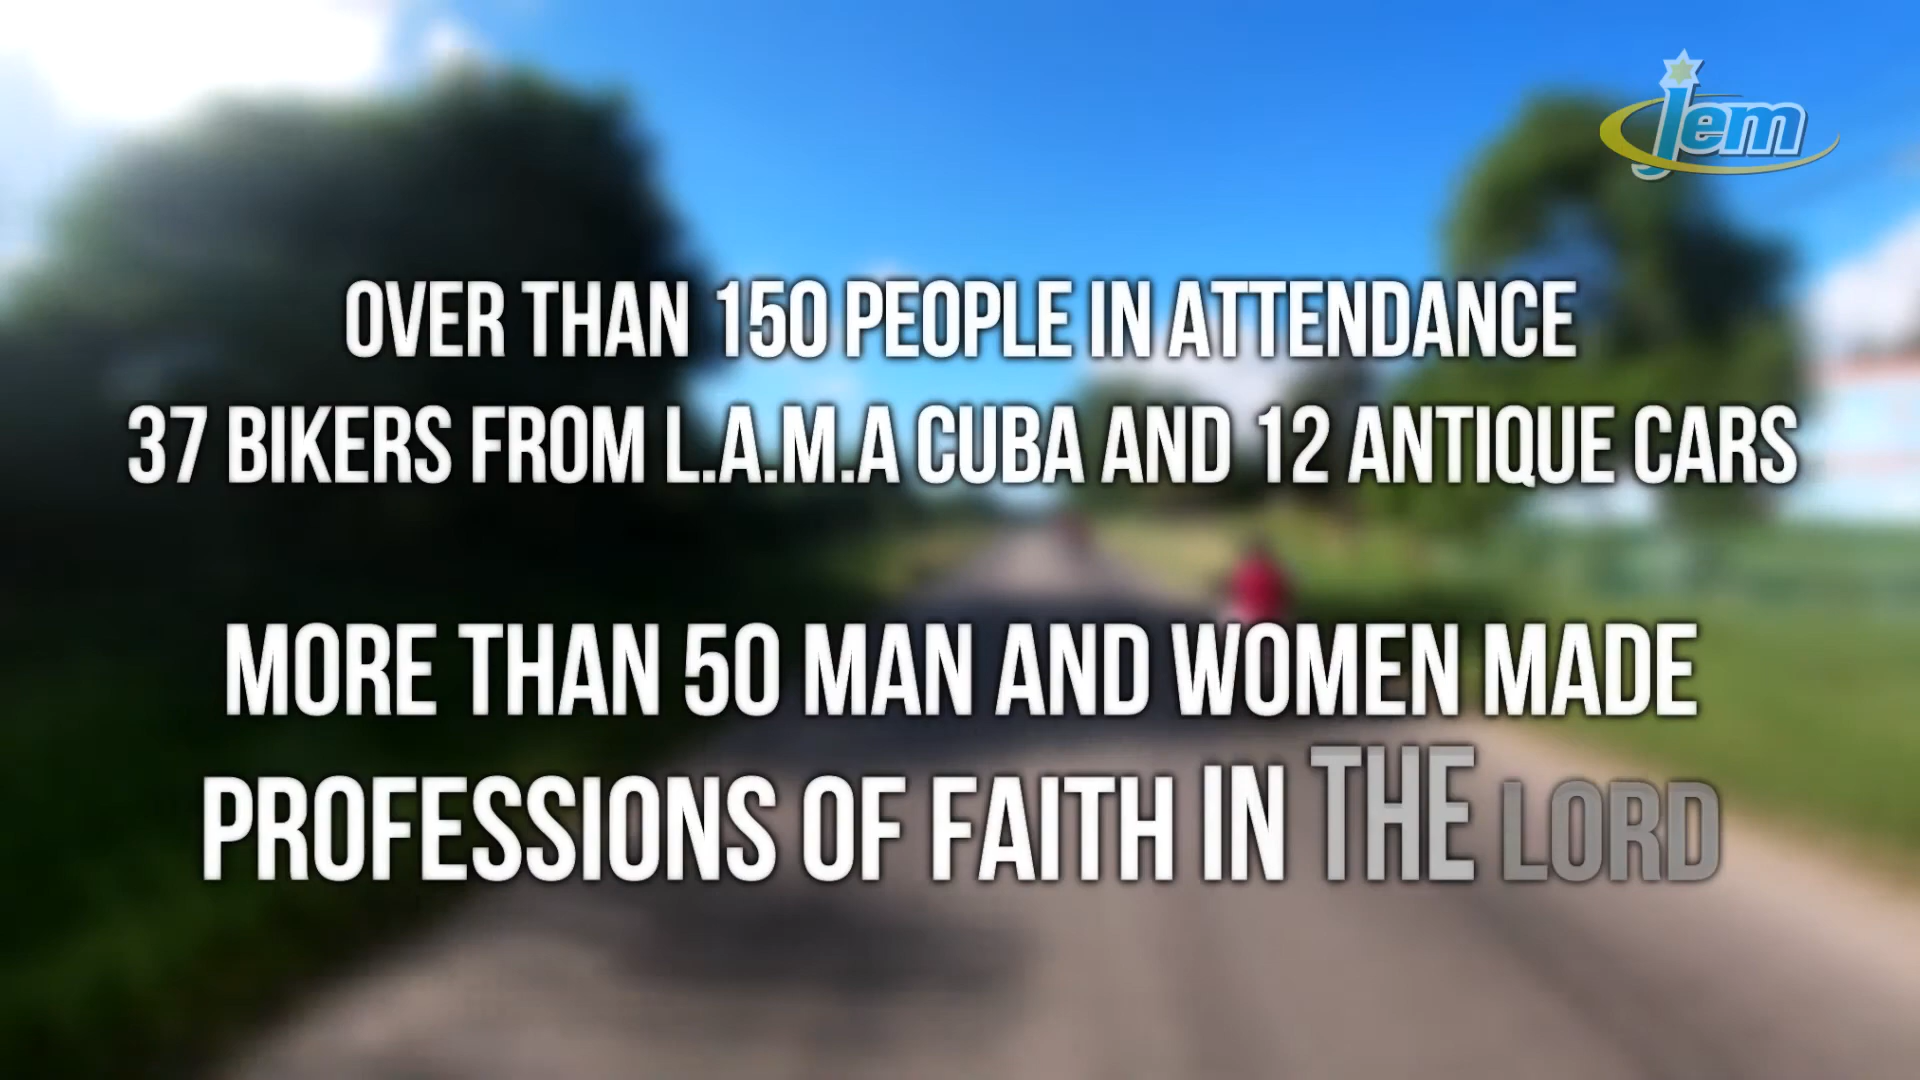 jem
OVER THAN 150 PEOPLE IN ATTENDANCE
37 BIKERS FROM L.A.M.A CUBA AND 12 ANTIQUE CARS
MORE THAN 50 MAN AND WOMEN MADE
PROFESSIONS OF FAITH IN THE LORD